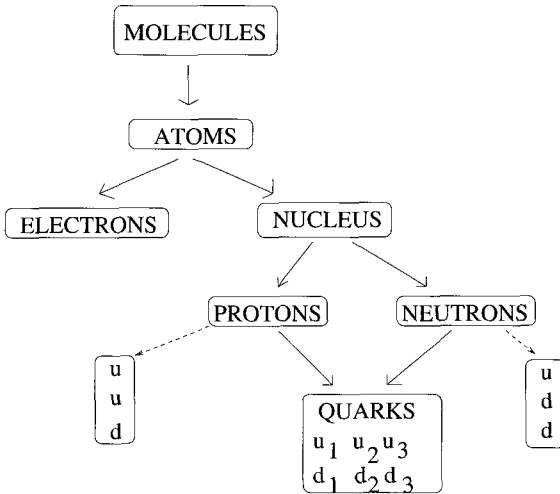 MOLECULES
ATOMS
ELECTRONS
NUCLEUS
PROTONS
NEUTRONS
u
u
d
QUARKS
u1 u2 u3
d1 d2 d3
u
d
d